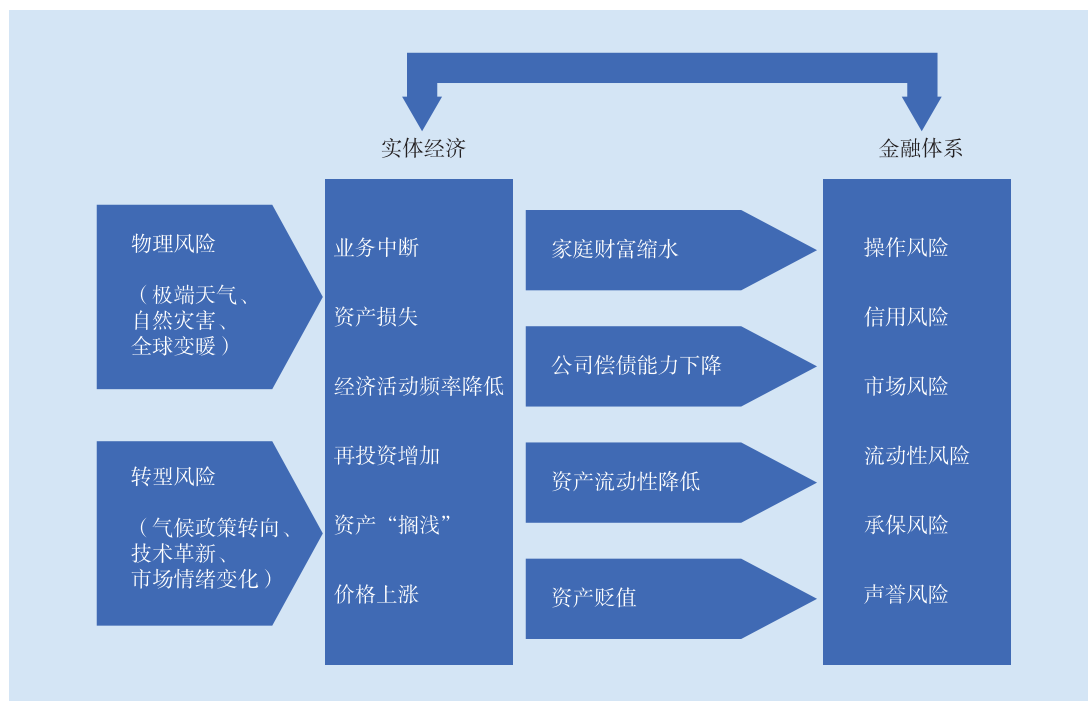 实体经济
金融体系
物理风险
（极端天气、
自然灾害、
全球变暖）
转型风险
（气候政策转向、
技术革新、
市场情绪变化）
业务中断
资产损失
经济活动频率降低
再投资增加
资产“搁浅”
价格上涨
家庭财富缩水
公司偿债能力下降
资产流动性降低
资产贬值
操作风险
信用风险
市场风险
流动性风险
承保风险
声誉风险